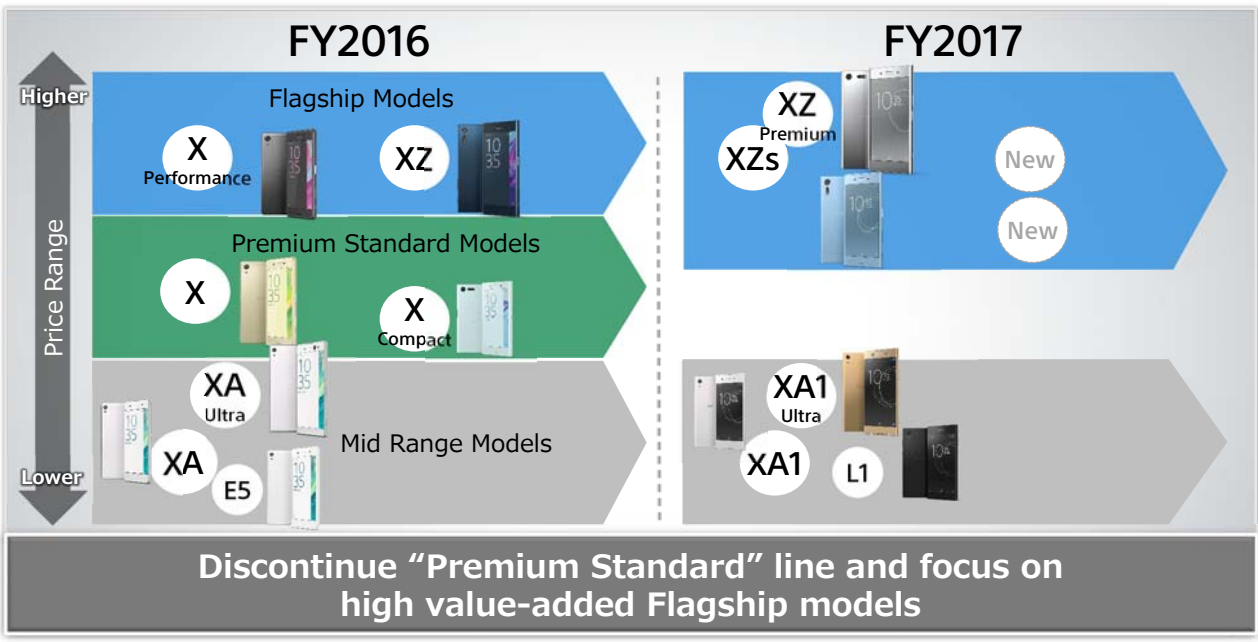 FY2016
FY2017
Higher
Price Range
Lower
Flagship Models
X
Performance
XZ
Premium Standard Models
X
X
Compact
XA
Ultra
Mid Range Models
XA
E5
XZ
Premium
XZs
New
New
XA1
Ultra
XA1
L1
Discontinue “Premium Standard” line and focus on
high value-added Flagship models